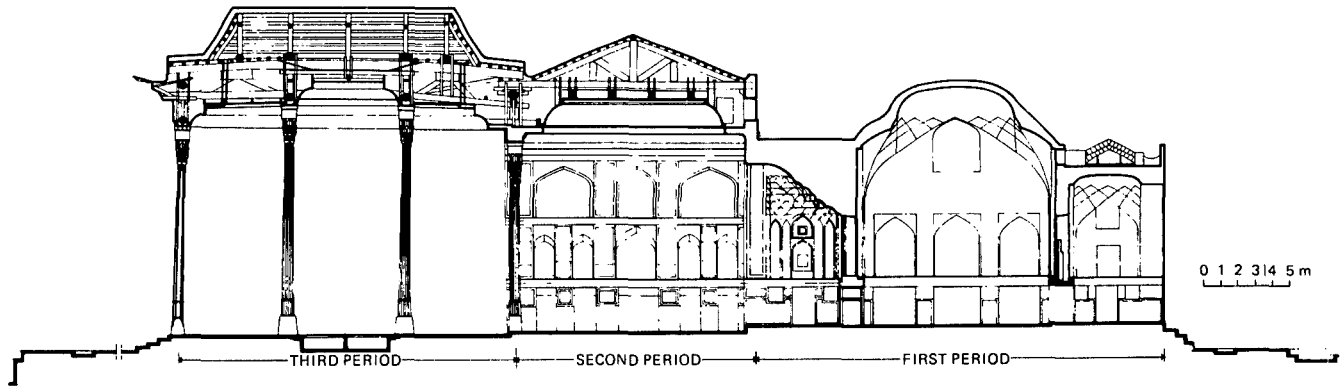 0 1 2 3 4 5 m
THIRD PERIOD
SECOND PERIOD
FIRST PERIOD